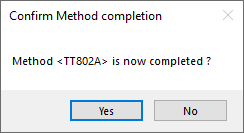 Confirm Method completion
Method <TT802A> is now completed ?
Yes No